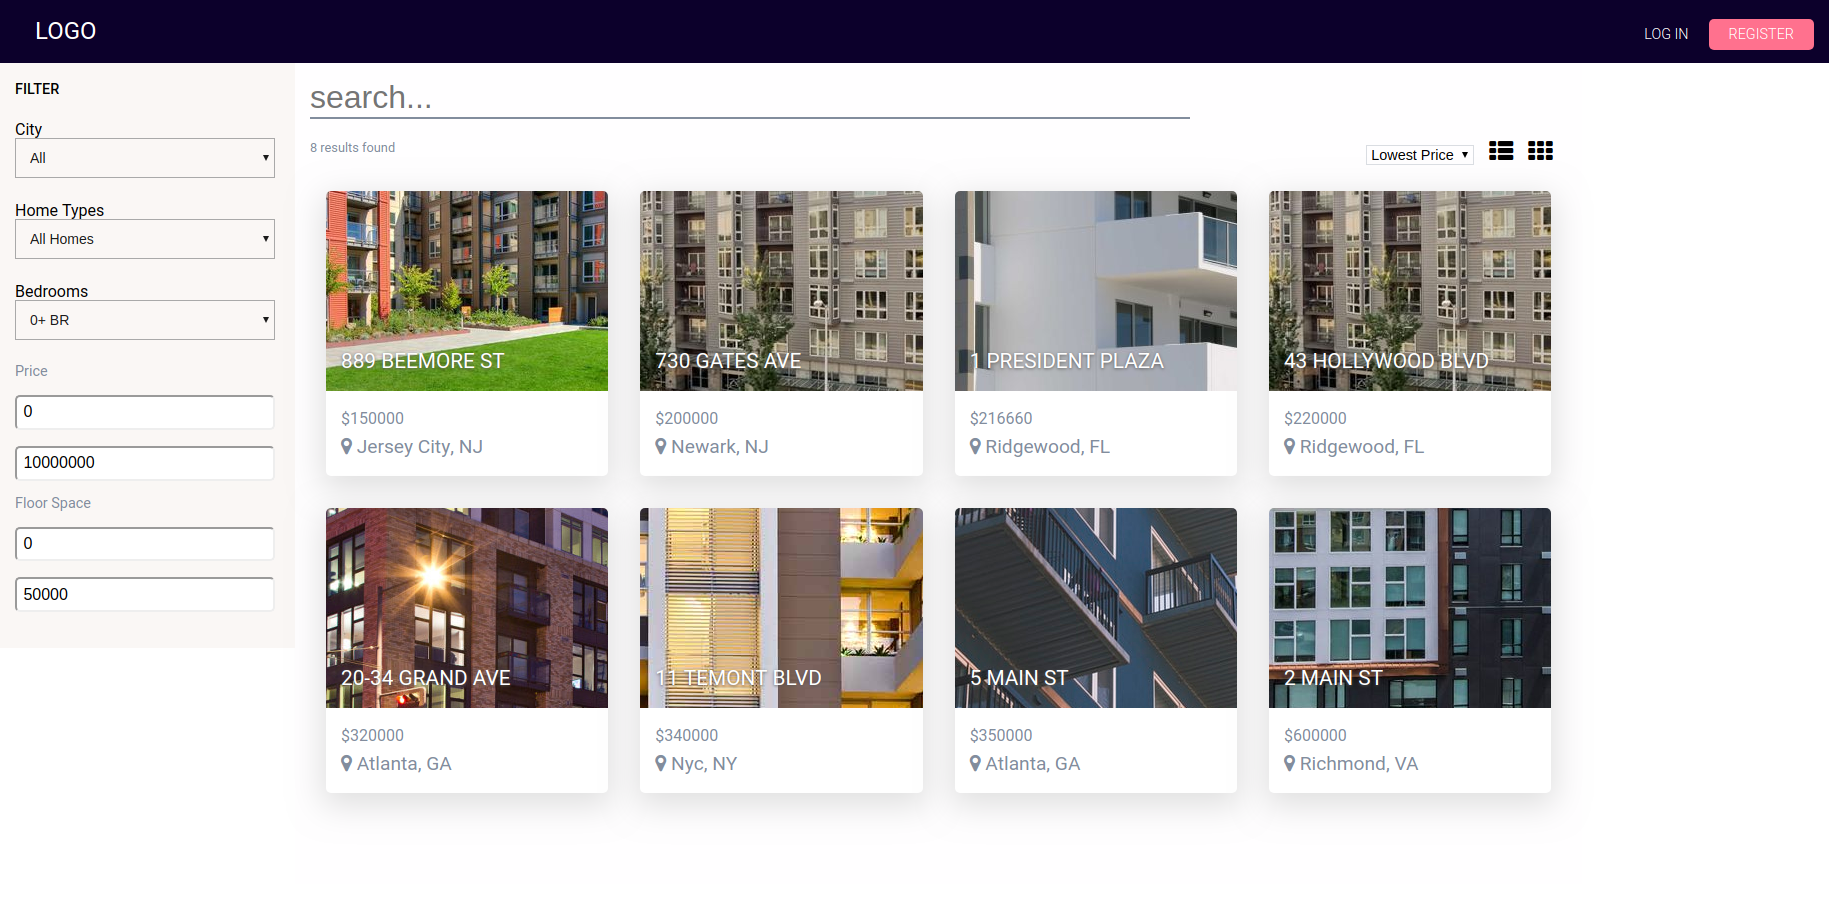 LOGO
LOG IN
REGISTER
FILTER
City
All
Home Types
All Homes
Bedrooms
0+ BR
Price
0
10000000
Floor Space
0
50000
search...
8 results found
Lowest Price
889 BEEMORE ST
$150000
Jersey City, NJ
730 GATES AVE
$200000
Newark, NJ
1 PRESIDENT PLAZA
$216660
Ridgewood, FL
43 HOLLYWOOD BLVD
$220000
Ridgewood, FL
20-34 GRAND AVE
$320000
Atlanta, GA
11 TEMONT BLVD
$340000
Nyc, NY
5 MAIN ST
$350000
Atlanta, GA
2 MAIN ST
$600000
Richmond, VA